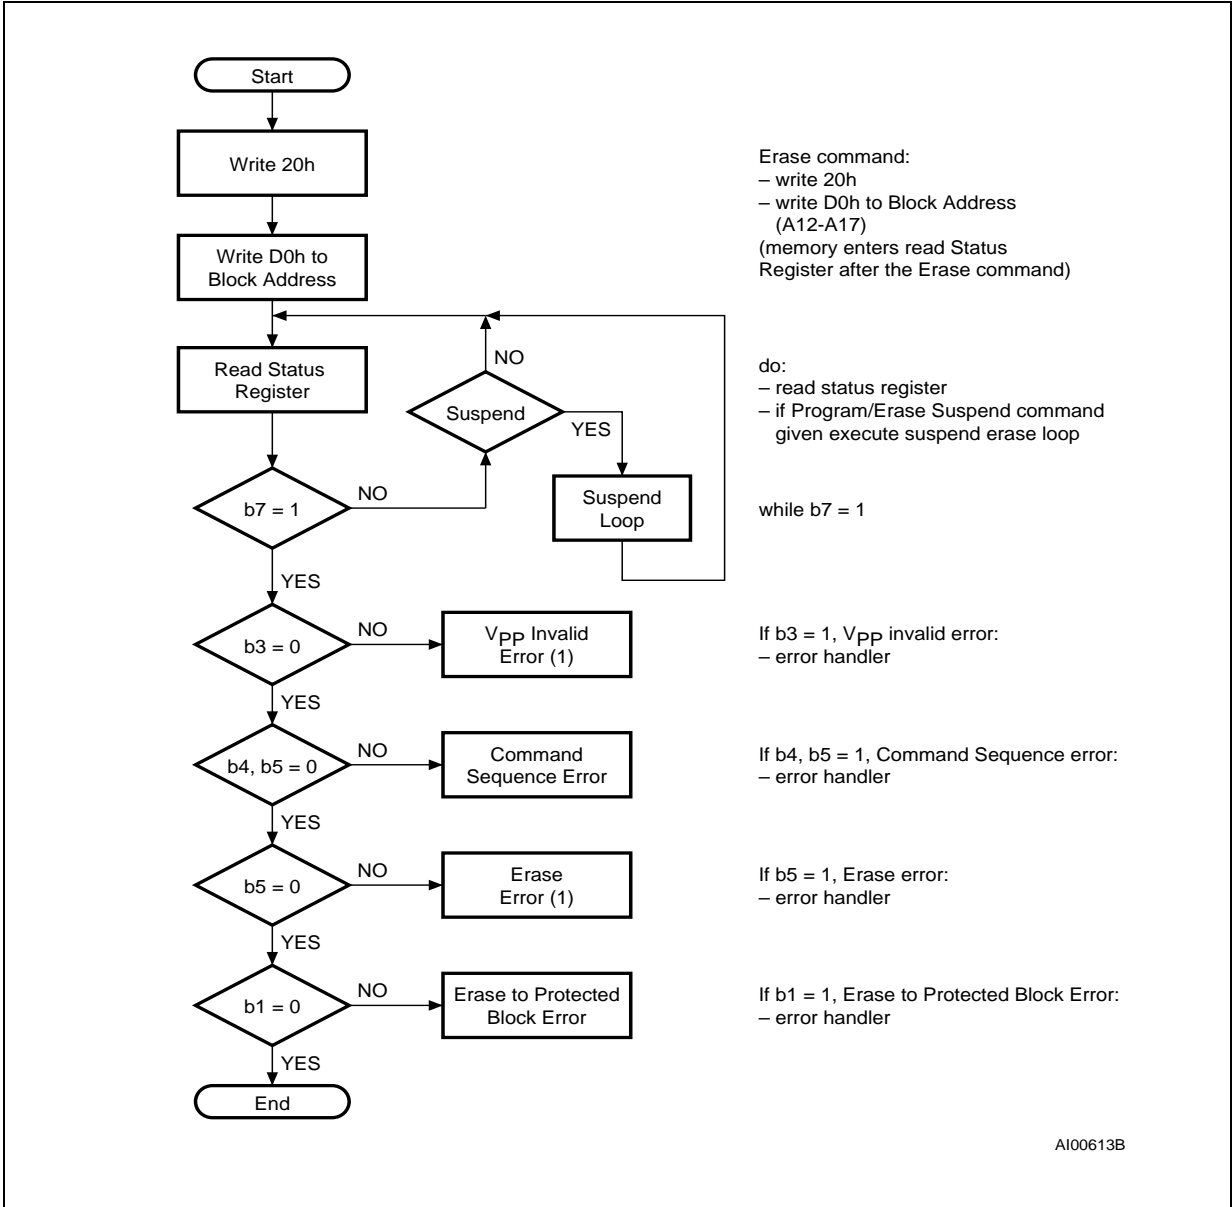 Start
Write 20h
Erase command:
– write 20h
– write D0h to Block Address
(A12-A17)
(memory enters read Status
Register after the Erase command)
Write D0h to
Block Address
Read Status
Register
NO
Suspend
YES
do:
– read status register
– if Program/Erase Suspend command
given execute suspend erase loop
b7 = 1
NO
Suspend
Loop
while b7 = 1
YES
b3 = 0
NO
VPP Invalid
Error (1)
If b3 = 1, VPP invalid error:
– error handler
YES
b4, b5 = 0
NO
Command
Sequence Error
If b4, b5 = 1, Command Sequence error:
– error handler
YES
b5 = 0
NO
Erase
Error (1)
If b5 = 1, Erase error:
– error handler
YES
b1 = 0
NO
Erase to Protected
Block Error
If b1 = 1, Erase to Protected Block Error:
– error handler
YES
End
AI00613B